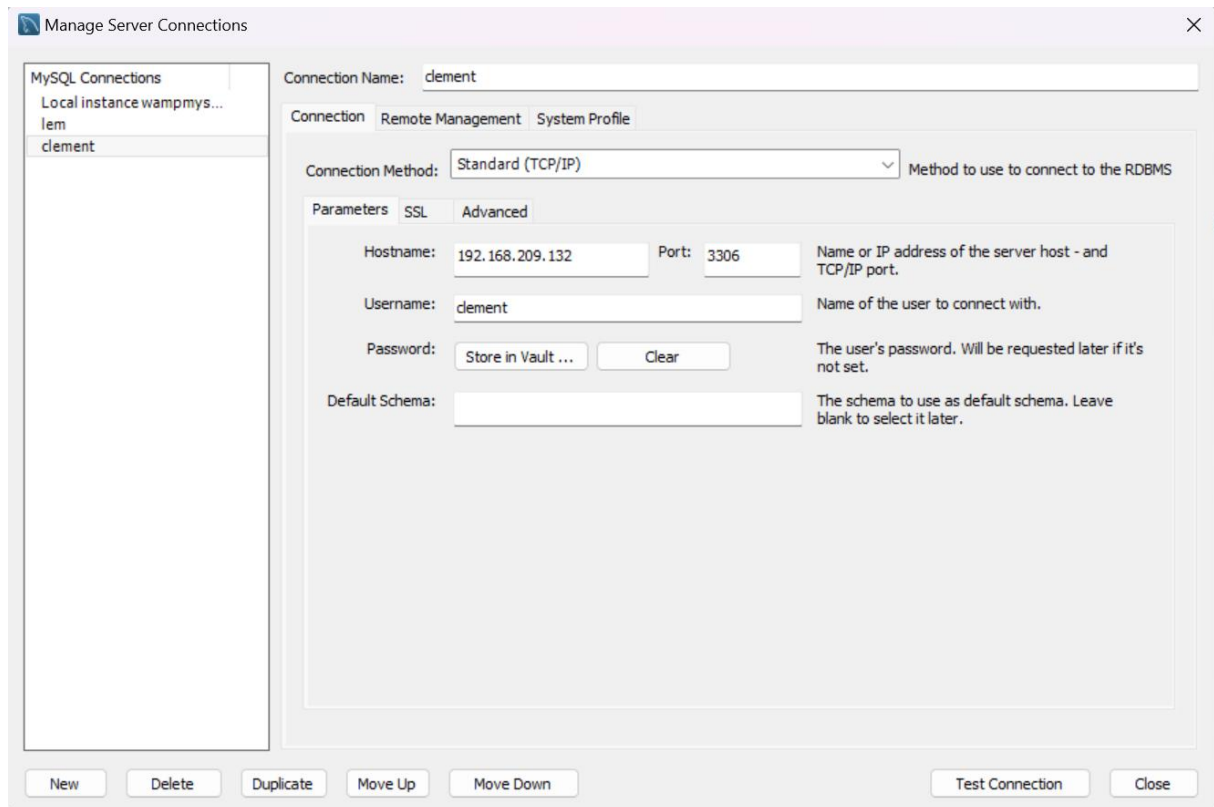 Manage Server Connections
MySQL Connections
Local instance wampmys...
lem
clement
Connection Name: clement
Connection Remote Management System Profile
Connection Method: Standard (TCP/IP) Method to use to connect to the RDBMS
Parameters SSL Advanced
Hostname: 192.168.209.132 Port: 3306 Name or IP address of the server host - and
TCP/IP port.
Username: clement Name of the user to connect with.
Password: Store in Vault ... Clear The user's password. Will be requested later if it's
not set.
Default Schema: The schema to use as default schema. Leave
blank to select it later.
New Delete Duplicate Move Up Move Down Test Connection Close